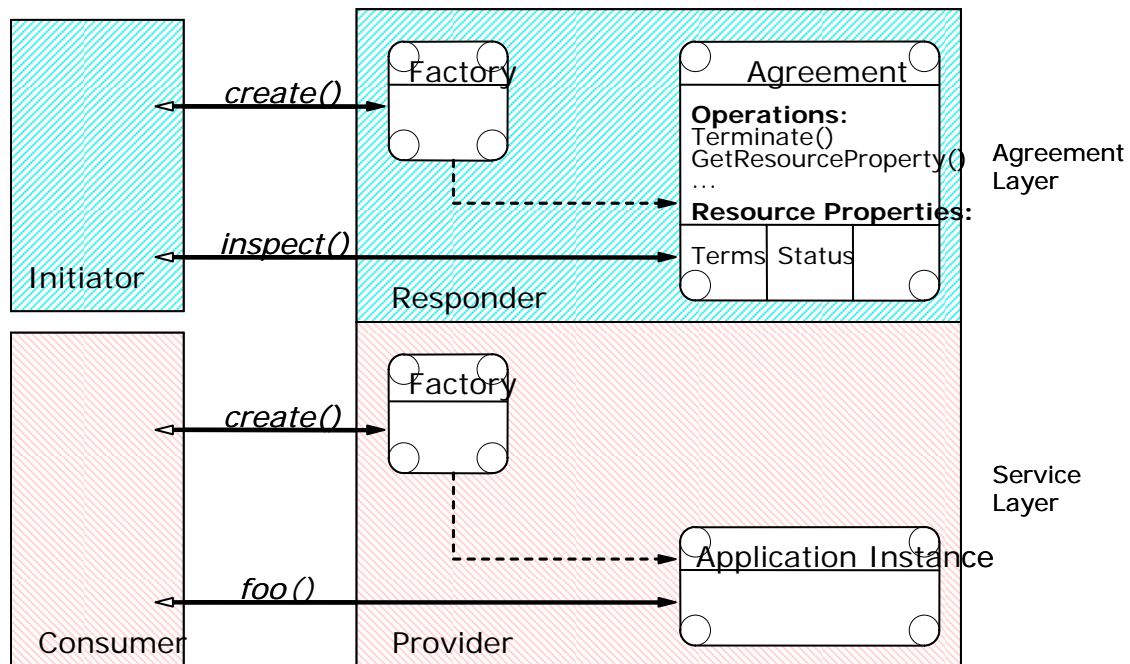 Factory
Agreement
create()
Operations:
Terminate()
GetResourceProperty()
...
Resource Properties:
inspect()
Terms
Status
Initiator
Responder
Agreement
Layer
Factory
create()
Application Instance
foo()
Consumer
Provider
Service
Layer